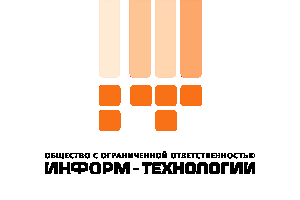 ОБЩЕСТВО С ОГРАНИЧЕННОЙ ОТВЕТСТВЕННОСТЬЮ
ИНФОРМ-ТЕХНОЛОГИИ